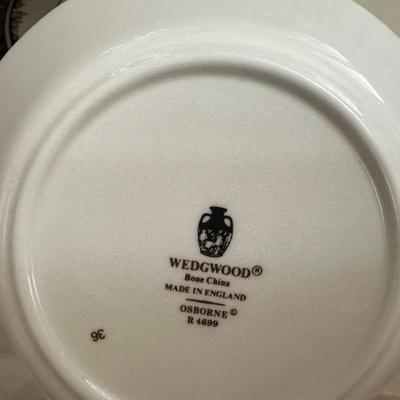 WEDGWOOD®
Bone China
MADE IN ENGLAND
OSBORNE ©
R 4699
36